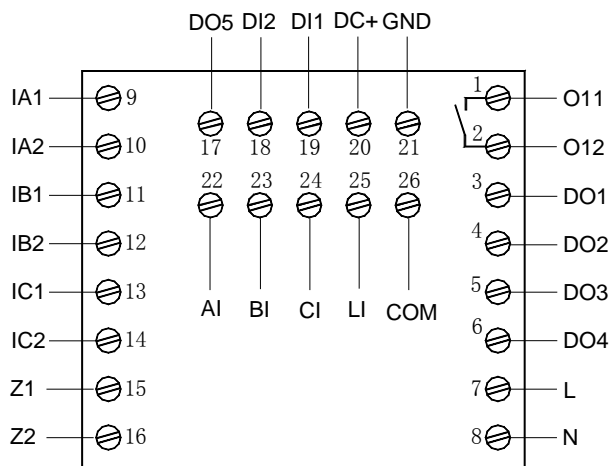 DO5 DI2 DI1 DC+ GND
IA1 9 1 O11
IA2 10 17 18 19 20 21 2 O12
IB1 11 22 23 24 25 26 3 DO1
IB2 12 4 DO2
IC1 13 AI BI CI LI COM 5 DO3
IC2 14 6 DO4
Z1 15 7 L
Z2 16 8 N